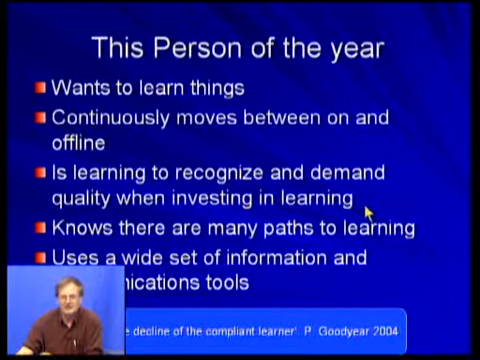 This Person of the year
Wants to learn things
Continuously moves between on and
offline
Is learning to recognize and demand
quality when investing in learning
Knows there are many paths to learning
Uses a wide set of information and
tools
decline of the compliant learner'. P. Goodyear 2004